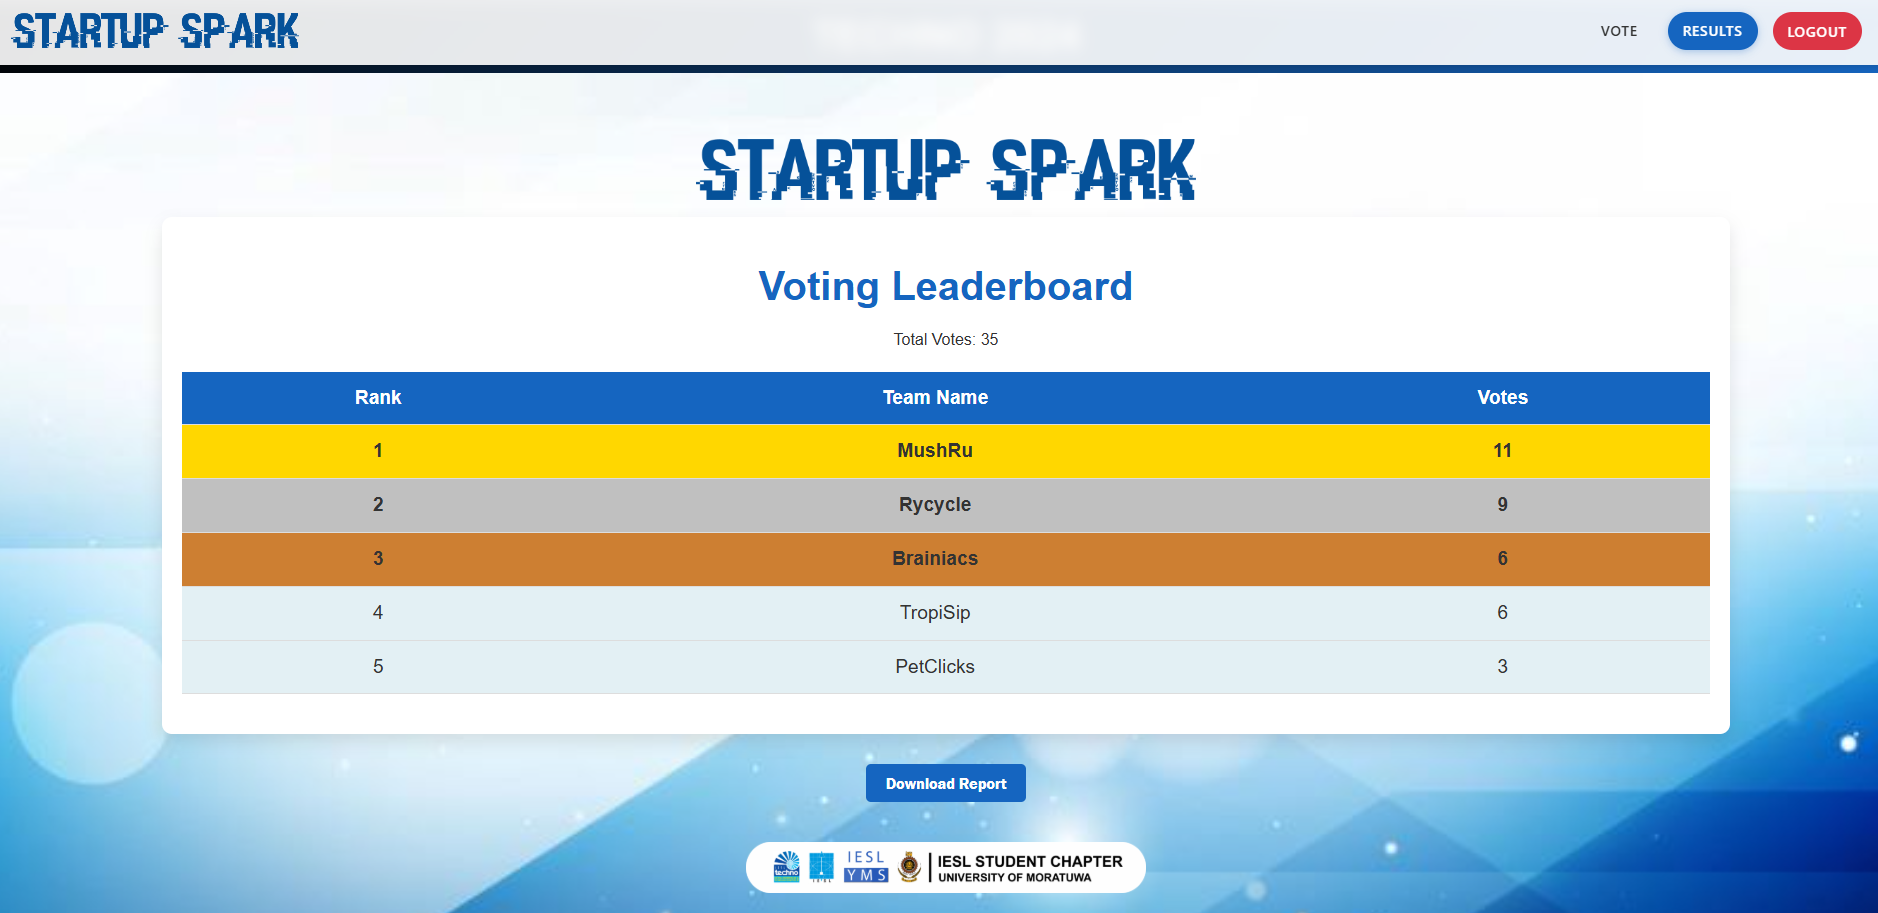 STARTUP SPARK
VOTE
RESULTS
LOGOUT
STARTUP SPARK
Voting Leaderboard
Total Votes: 35
Rank Team Name Votes
1 MushRu 11
2 Rycycle 9
3 Brainiacs 6
4 TropiSip 6
5 PetClicks 3
Download Report
techno
IESL
YMS
IESL STUDENT CHAPTER
UNIVERSITY OF MORATUWA